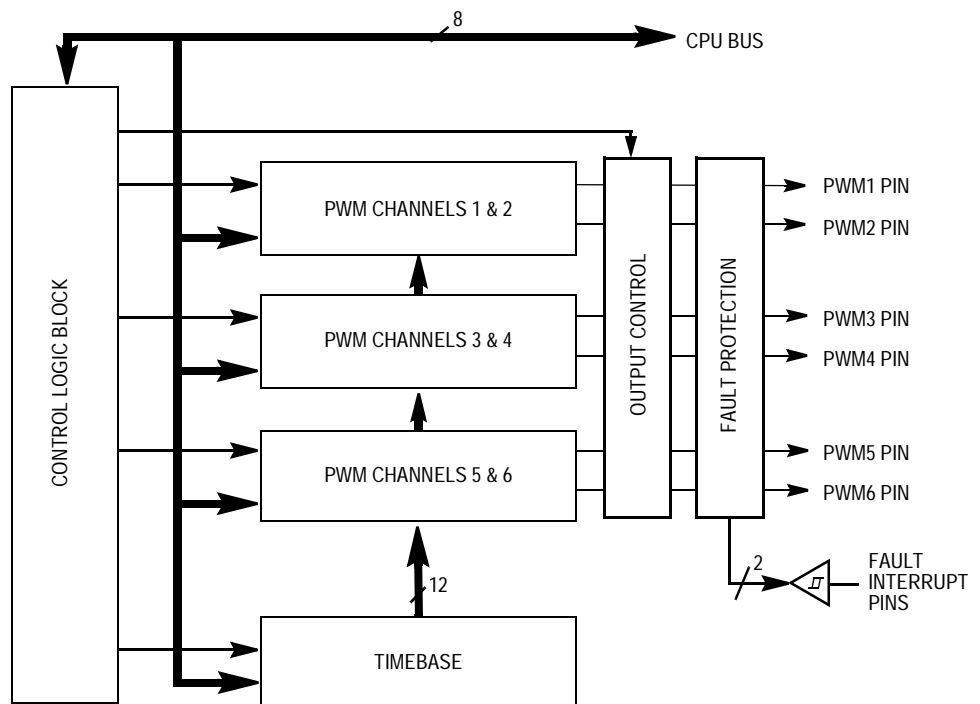 8
CPU BUS
CONTROL LOGIC BLOCK
PWM CHANNELS 1 & 2
PWM CHANNELS 3 & 4
PWM CHANNELS 5 & 6
12
TIMEBASE
OUTPUT CONTROL
FAULT PROTECTION
PWM1 PIN
PWM2 PIN
PWM3 PIN
PWM4 PIN
PWM5 PIN
PWM6 PIN
2
FAULT
INTERRUPT
PINS